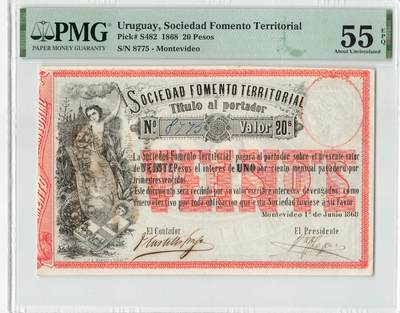 PMG
PAPER MONEY GUARANTY
Uruguay, Sociedad Fomento Territorial
Pick# S482 1868 20 Pesos
S/N 8775 - Montevideo
55
EPQ
About Uncirculated
SOCIEDAD FOMENTO TERRITORIAL
Titulo al portador
No. 8775 Valor 20
La Sociedad Fomento Territorial pagará al portador sobre el presente valor
de VEINTE Pesos el interes de UNO por ciento mensual pagadero por
trimestres vencidos.
Este documento será recibido por su valor escrito é intereses devengados, como
dinero efectivo por toda obligacion que esta Sociedad tuviese a su favor
Montevideo 1º de Junio 1868
El Contador
El Presidente